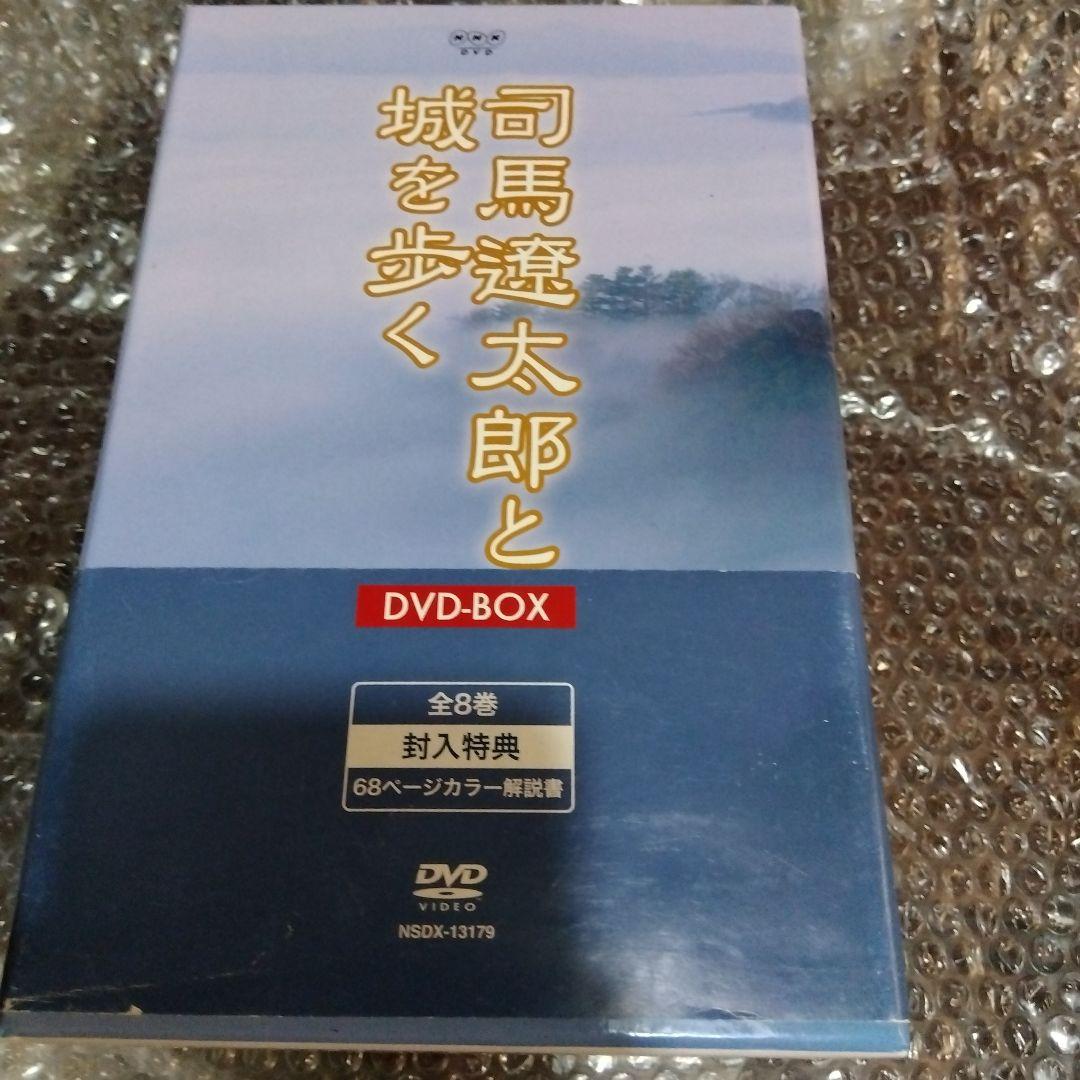 NHK
DVD
司馬遼太郎と
城を歩く
DVD-BOX
全8巻
封入特典
68ページカラー解説書
DVD
VIDEO
NSDX-13179